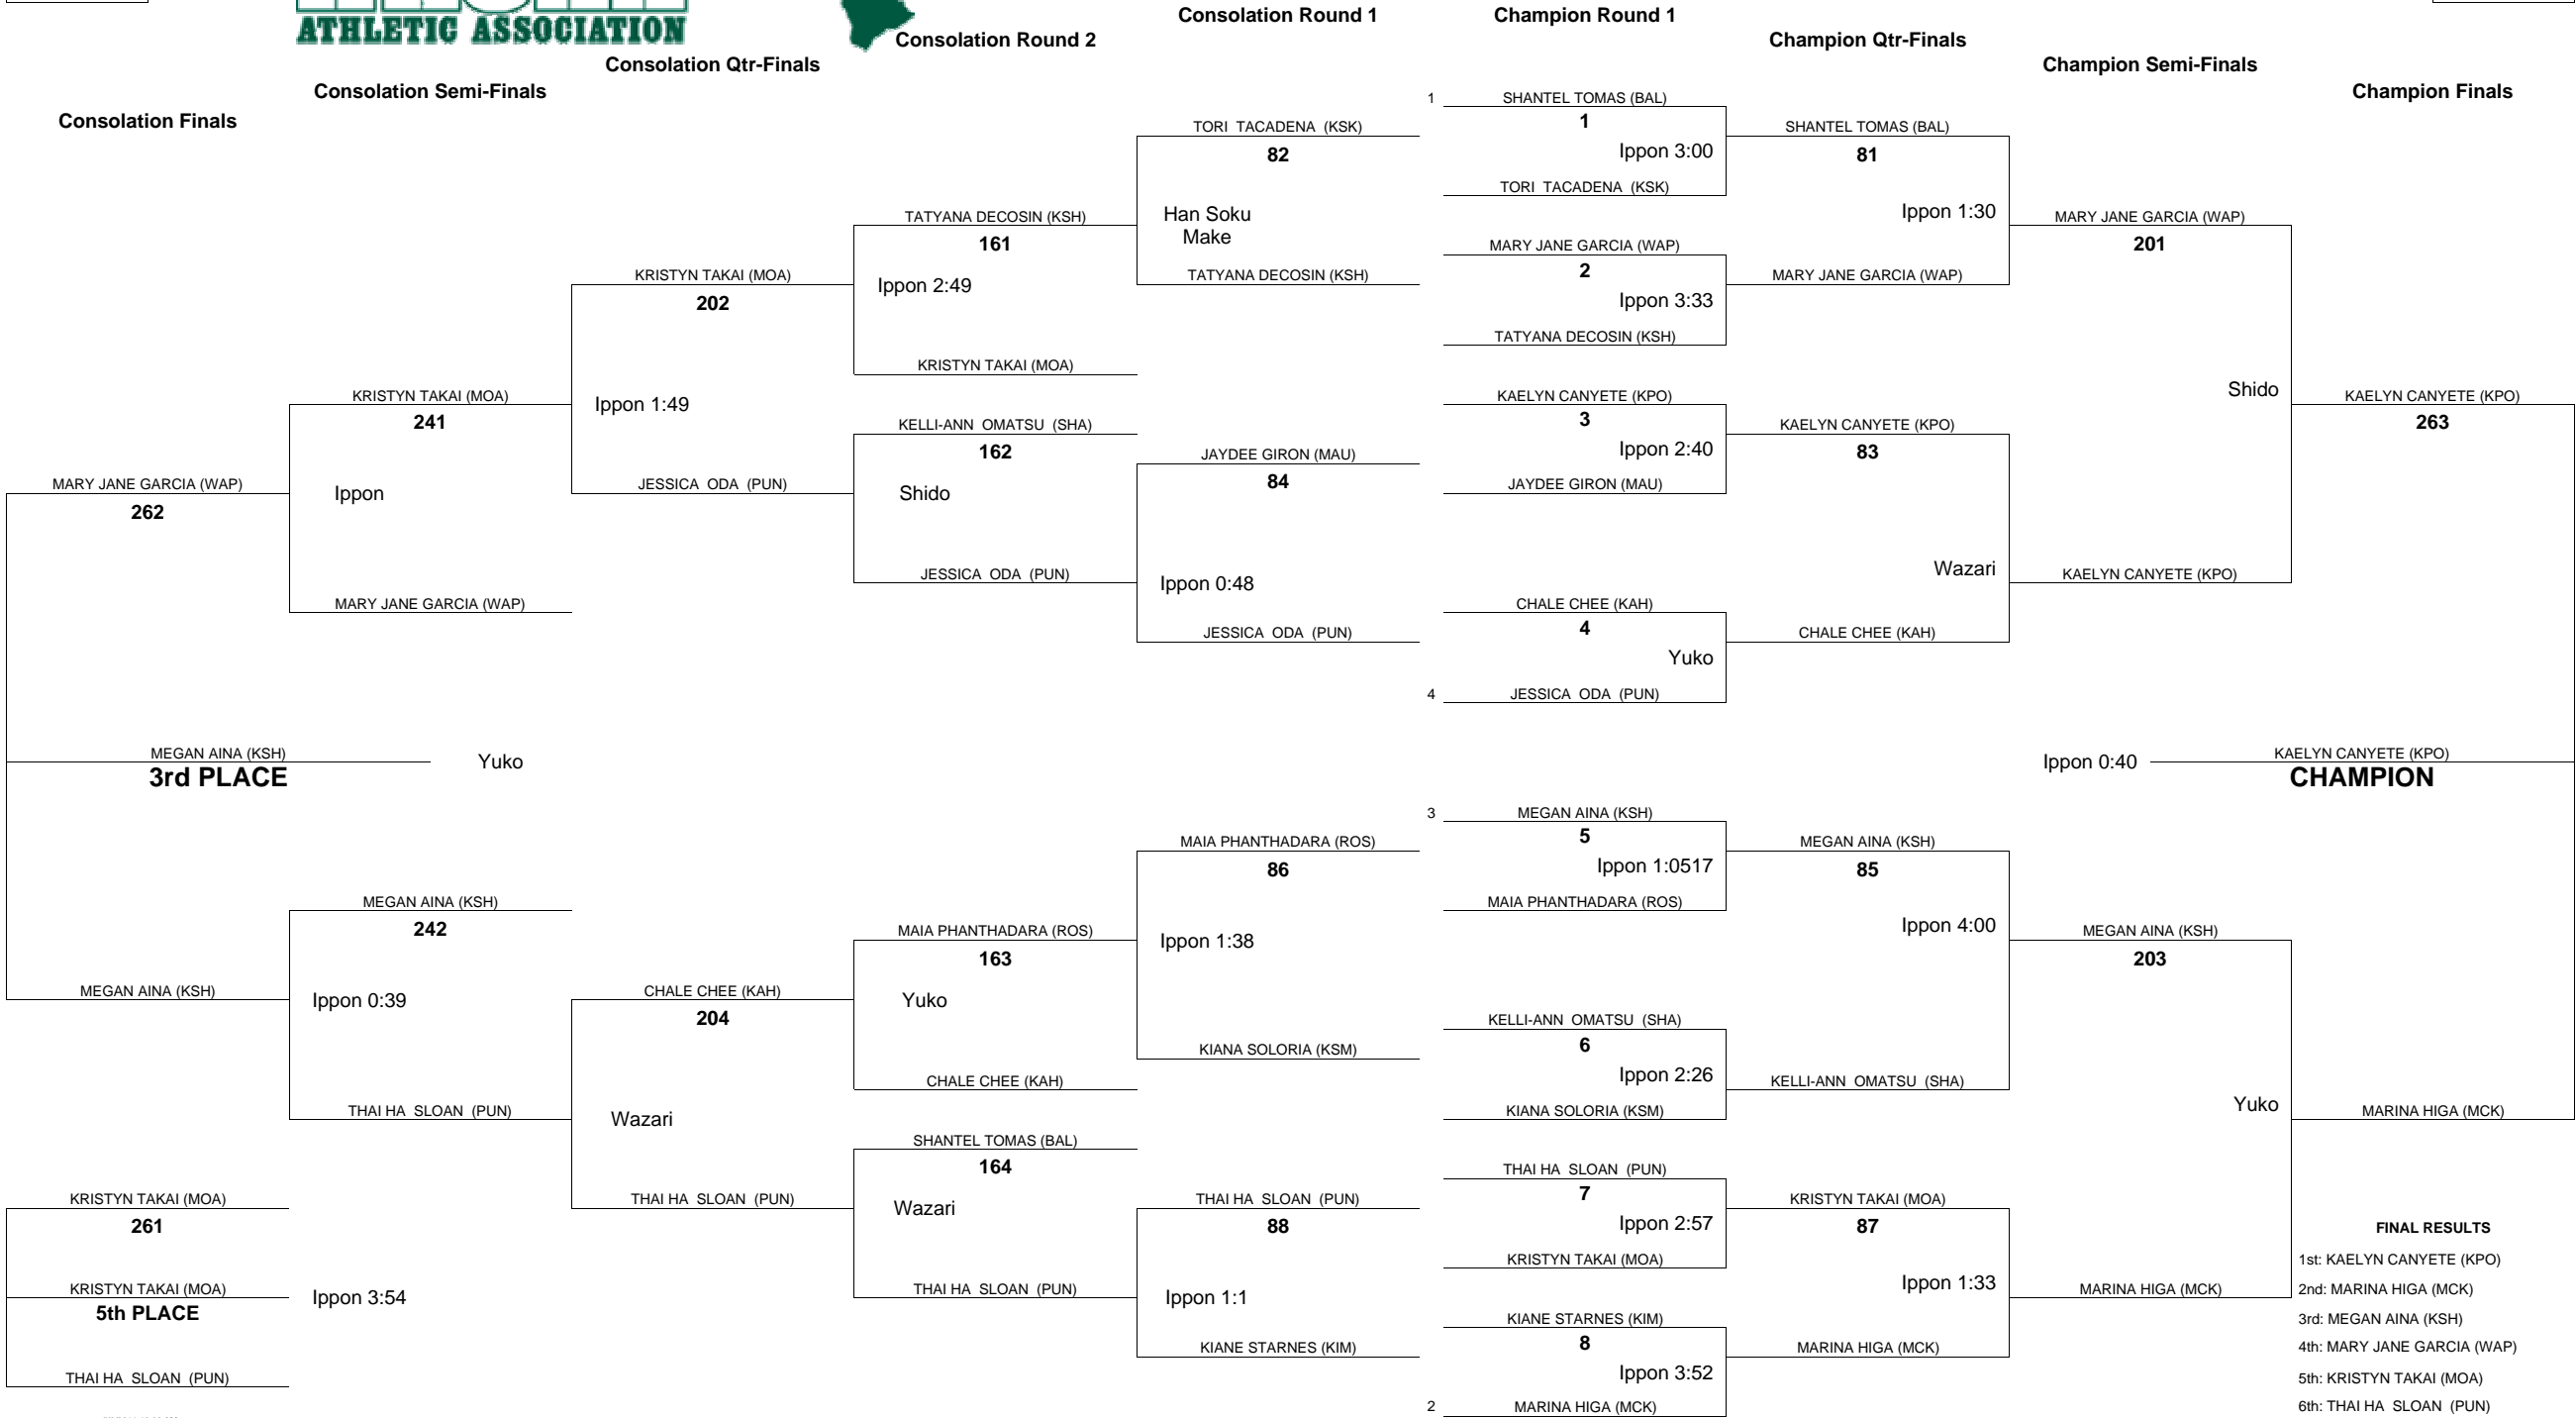 ATHLETIC ASSOCIATION
Consolation Round 1
Champion Round 1
Consolation Round 2
Champion Qtr-Finals
Consolation Qtr-Finals
Champion Semi-Finals
Consolation Semi-Finals
Champion Finals
Consolation Finals
MARY JANE GARCIA (WAP)
262
MEGAN AINA (KSH)
3rd PLACE
Yuko
MEGAN AINA (KSH)
KRISTYN TAKAI (MOA)
261
KRISTYN TAKAI (MOA)
5th PLACE
Ippon 3:54
THAI HA SLOAN (PUN)
KRISTYN TAKAI (MOA)
241
Ippon
MARY JANE GARCIA (WAP)
MEGAN AINA (KSH)
242
Ippon 0:39
THAI HA SLOAN (PUN)
KRISTYN TAKAI (MOA)
202
Ippon 1:49
JESSICA ODA (PUN)
CHALE CHEE (KAH)
204
Wazari
THAI HA SLOAN (PUN)
TATYANA DECOSIN (KSH)
161
Ippon 2:49
KRISTYN TAKAI (MOA)
KELLI-ANN OMATSU (SHA)
162
Shido
JESSICA ODA (PUN)
MAIA PHANTHADARA (ROS)
163
Yuko
CHALE CHEE (KAH)
SHANTEL TOMAS (BAL)
164
Wazari
THAI HA SLOAN (PUN)
TORI TACADENA (KSK)
82
Han Soku
Make
TATYANA DECOSIN (KSH)
JAYDEE GIRON (MAU)
84
Ippon 0:48
JESSICA ODA (PUN)
MAIA PHANTHADARA (ROS)
86
Ippon 1:38
KIANA SOLORIA (KSM)
THAI HA SLOAN (PUN)
88
Ippon 1:1
KIANE STARNES (KIM)
1 SHANTEL TOMAS (BAL)
1
Ippon 3:00
TORI TACADENA (KSK)
MARY JANE GARCIA (WAP)
2
Ippon 3:33
TATYANA DECOSIN (KSH)
KAELYN CANYETE (KPO)
3
Ippon 2:40
JAYDEE GIRON (MAU)
CHALE CHEE (KAH)
4
Yuko
4 JESSICA ODA (PUN)
3 MEGAN AINA (KSH)
5
Ippon 1:0517
MAIA PHANTHADARA (ROS)
KELLI-ANN OMATSU (SHA)
6
Ippon 2:26
KIANA SOLORIA (KSM)
THAI HA SLOAN (PUN)
7
Ippon 2:57
KRISTYN TAKAI (MOA)
KIANE STARNES (KIM)
8
Ippon 3:52
2 MARINA HIGA (MCK)
SHANTEL TOMAS (BAL)
81
Ippon 1:30
MARY JANE GARCIA (WAP)
KAELYN CANYETE (KPO)
83
Wazari
CHALE CHEE (KAH)
MEGAN AINA (KSH)
85
Ippon 4:00
KELLI-ANN OMATSU (SHA)
KRISTYN TAKAI (MOA)
87
Ippon 1:33
MARINA HIGA (MCK)
MARY JANE GARCIA (WAP)
201
Shido
KAELYN CANYETE (KPO)
MEGAN AINA (KSH)
203
Yuko
MARINA HIGA (MCK)
KAELYN CANYETE (KPO)
263
Ippon 0:40
KAELYN CANYETE (KPO)
CHAMPION
MARINA HIGA (MCK)
FINAL RESULTS
1st: KAELYN CANYETE (KPO)
2nd: MARINA HIGA (MCK)
3rd: MEGAN AINA (KSH)
4th: MARY JANE GARCIA (WAP)
5th: KRISTYN TAKAI (MOA)
6th: THAI HA SLOAN (PUN)